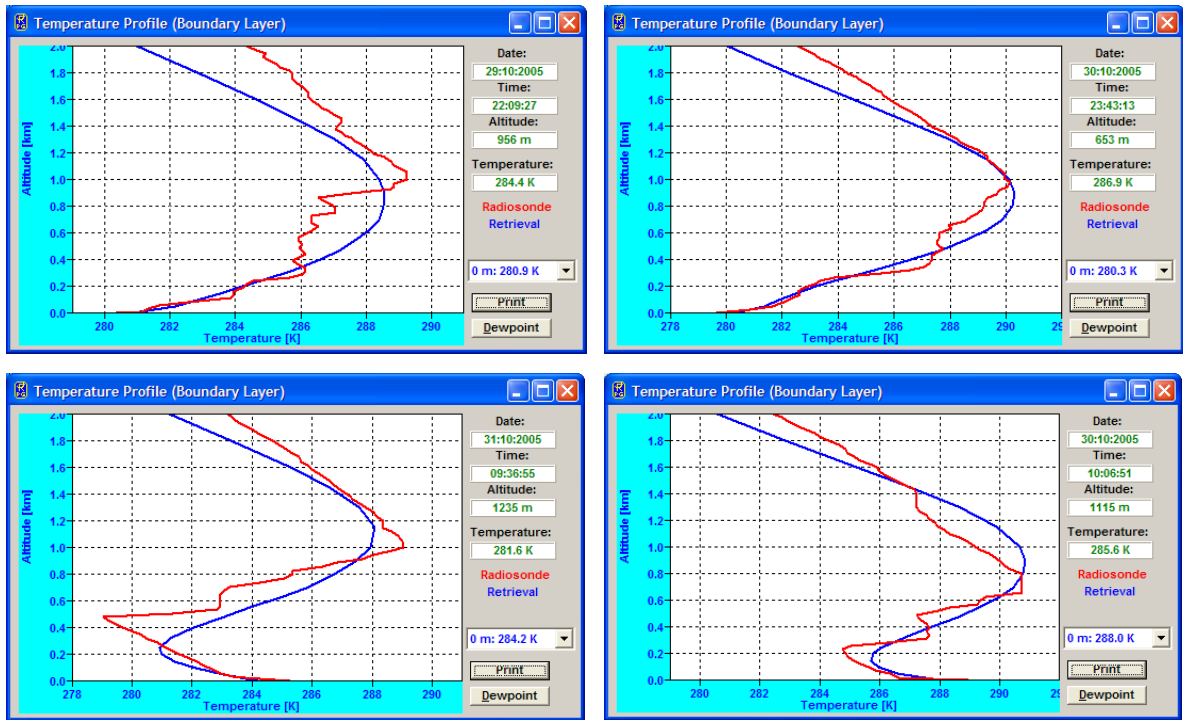 Temperature Profile (Boundary Layer)
2.0
1.8
1.6
1.4
1.2
1.0
0.8
0.6
0.4
0.2
0.0
Altitude [km]
280 282 284 286 288 290
Temperature [K]
Date:
29:10:2005
Time:
22:09:27
Altitude:
956 m
Temperature:
284.4 K
Radiosonde
Retrieval
0 m: 280.9 K
Print
Dewpoint
Temperature Profile (Boundary Layer)
2.0
1.8
1.6
1.4
1.2
1.0
0.8
0.6
0.4
0.2
0.0
Altitude [km]
278 280 282 284 286 288 290 29
Temperature [K]
Date:
30:10:2005
Time:
23:43:13
Altitude:
653 m
Temperature:
286.9 K
Radiosonde
Retrieval
0 m: 280.3 K
Print
Dewpoint
Temperature Profile (Boundary Layer)
2.0
1.8
1.6
1.4
1.2
1.0
0.8
0.6
0.4
0.2
0.0
Altitude [km]
278 280 282 284 286 288 290
Temperature [K]
Date:
31:10:2005
Time:
09:36:55
Altitude:
1235 m
Temperature:
281.6 K
Radiosonde
Retrieval
0 m: 284.2 K
Print
Dewpoint
Temperature Profile (Boundary Layer)
2.0
1.8
1.6
1.4
1.2
1.0
0.8
0.6
0.4
0.2
0.0
Altitude [km]
280 282 284 286 288 290 29
Temperature [K]
Date:
30:10:2005
Time:
10:06:51
Altitude:
1115 m
Temperature:
285.6 K
Radiosonde
Retrieval
0 m: 288.0 K
Print
Dewpoint